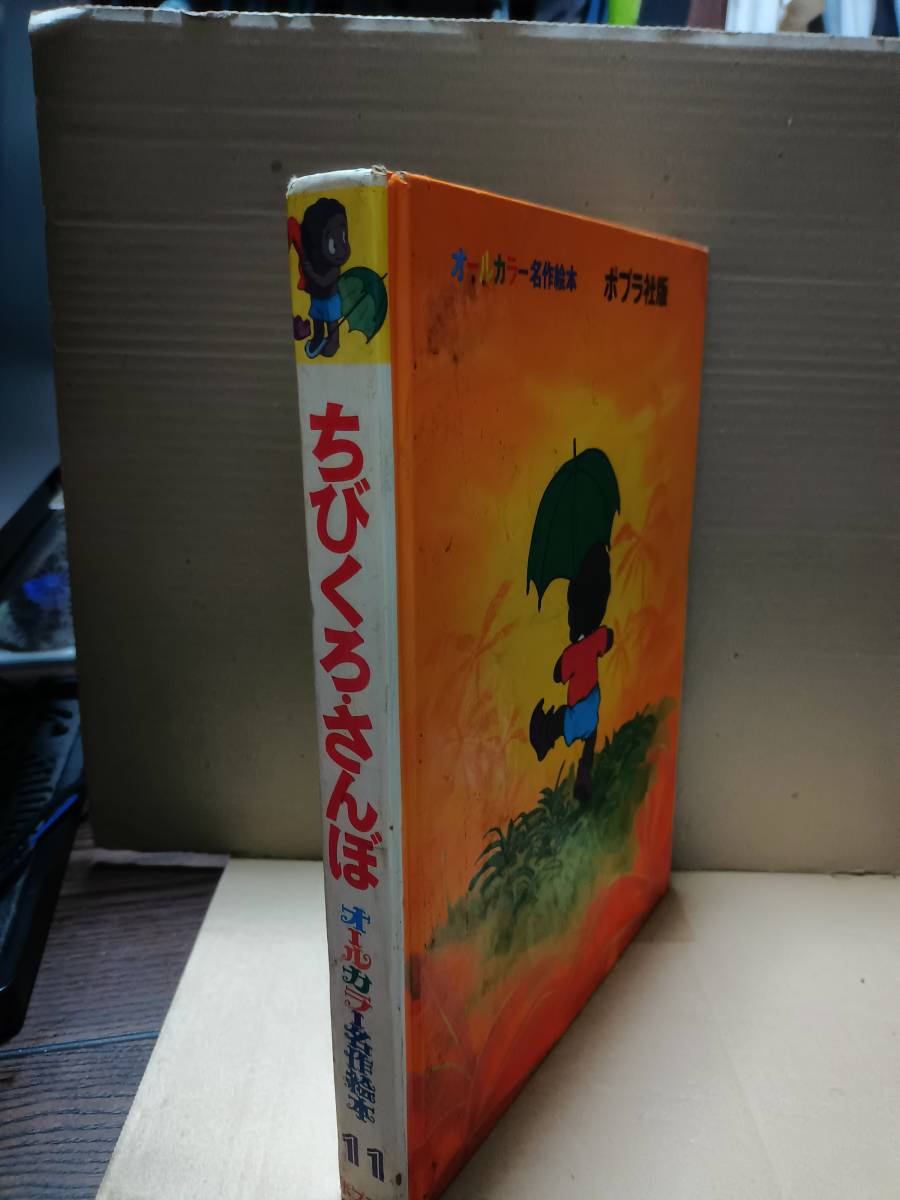 ちびくろ・さんぼ
オールカラー名作絵本
11
オールカラー名作絵本 ポプラ社版